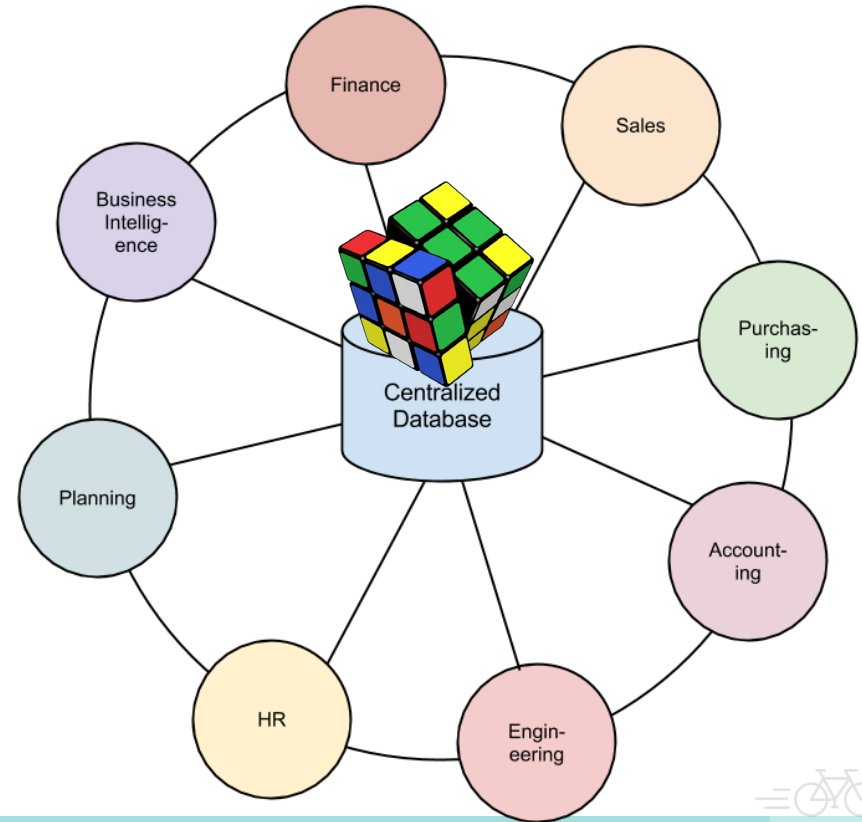 Finance
Sales
Business
Intellig-
ence
Purchas-
ing
Centralized
Database
Planning
Account-
ing
HR
Engin-
eering